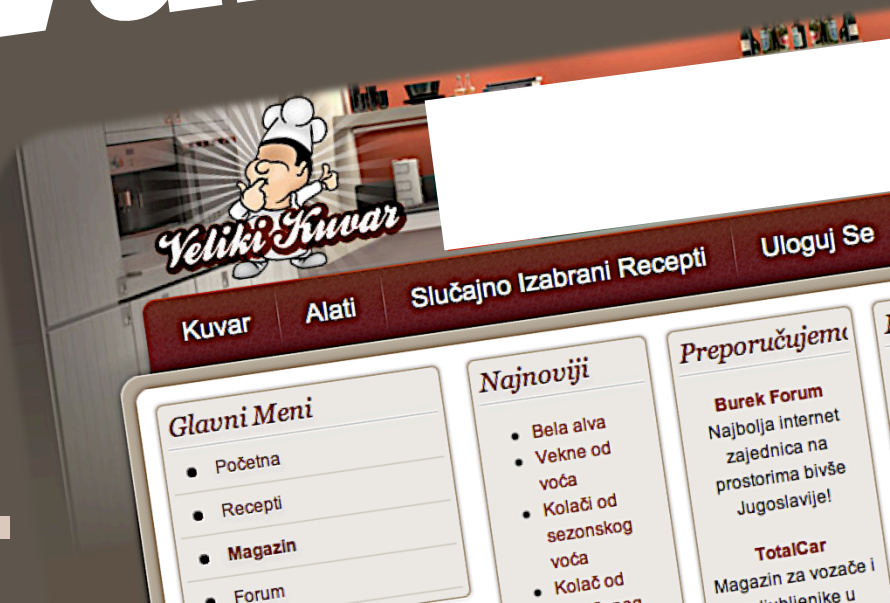 Veliki Kuvar
Kuvar
Alati
Slučajno Izabrani Recepti
Uloguj Se
Glavni Meni
Početna
Recepti
Magazin
Forum
Najnoviji
Bela alva
Vekne od
voća
Kolači od
sezonskog
voća
Kolač od
Preporučujemo
Burek Forum
Najbolja internet
zajednica na
prostorima bivše
Jugoslavije!
TotalCar
Magazin za vozače i
u